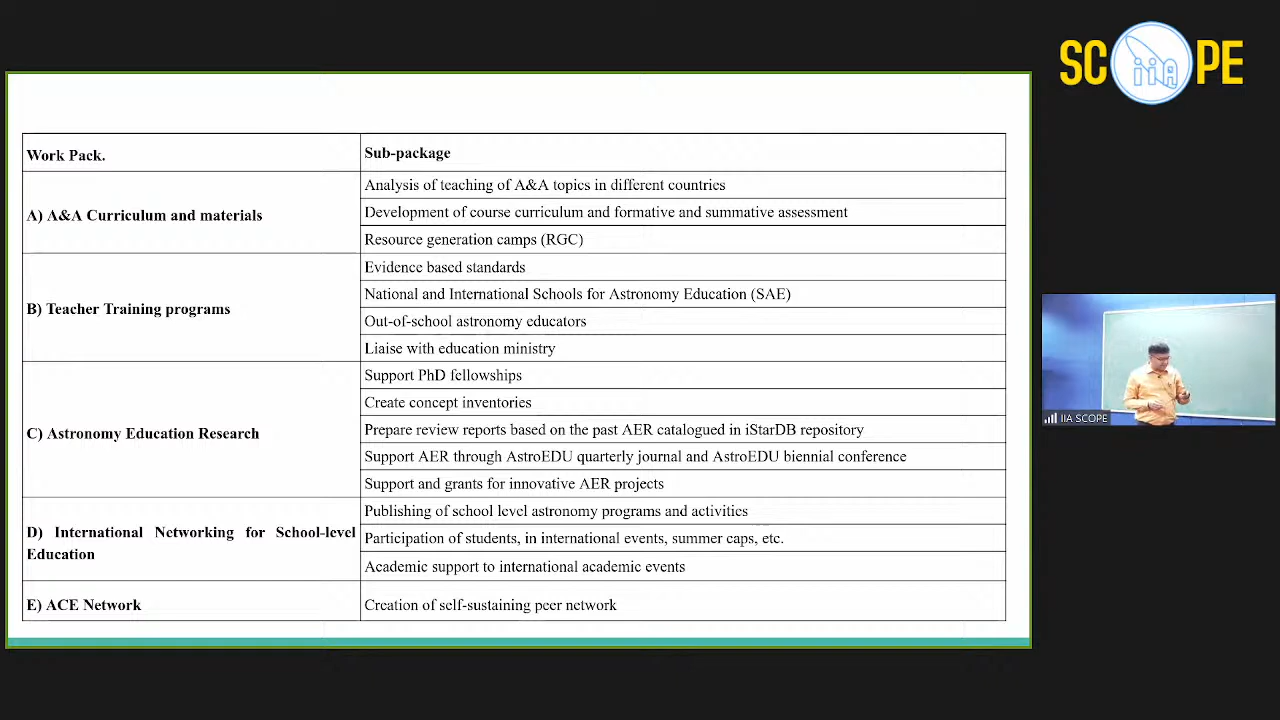 SC iiA PE
Work Pack.
Sub-package
A) A&A Curriculum and materials
Analysis of teaching of A&A topics in different countries
Development of course curriculum and formative and summative assessment
Resource generation camps (RGC)
B) Teacher Training programs
Evidence based standards
National and International Schools for Astronomy Education (SAE)
Out-of-school astronomy educators
Liaise with education ministry
C) Astronomy Education Research
Support PhD fellowships
Create concept inventories
Prepare review reports based on the past AER catalogued in iStarDB repository
Support AER through AstroEDU quarterly journal and AstroEDU biennial conference
Support and grants for innovative AER projects
D) International Networking for School-level
Education
Publishing of school level astronomy programs and activities
Participation of students, in international events, summer caps, etc.
Academic support to international academic events
E) ACE Network
Creation of self-sustaining peer network
IIA SCOPE